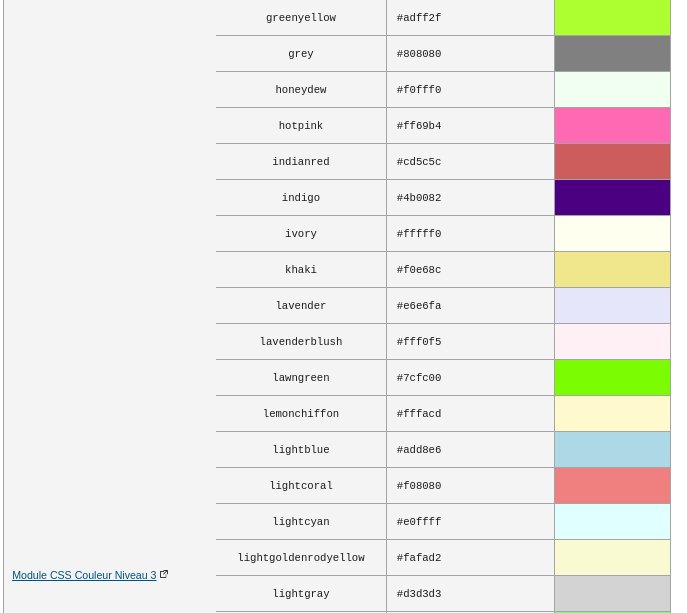 greenyellow #adff2f
grey #808080
honeydew #f0fff0
hotpink #ff69b4
indianred #cd5c5c
indigo #4b0082
ivory #fffff0
khaki #f0e68c
lavender #e6e6fa
lavenderblush #fff0f5
lawngreen #7cfc00
lemonchiffon #fffacd
lightblue #add8e6
lightcoral #f08080
lightcyan #e0ffff
lightgoldenrodyellow #fafad2
Module CSS Couleur Niveau 3
lightgray #d3d3d3